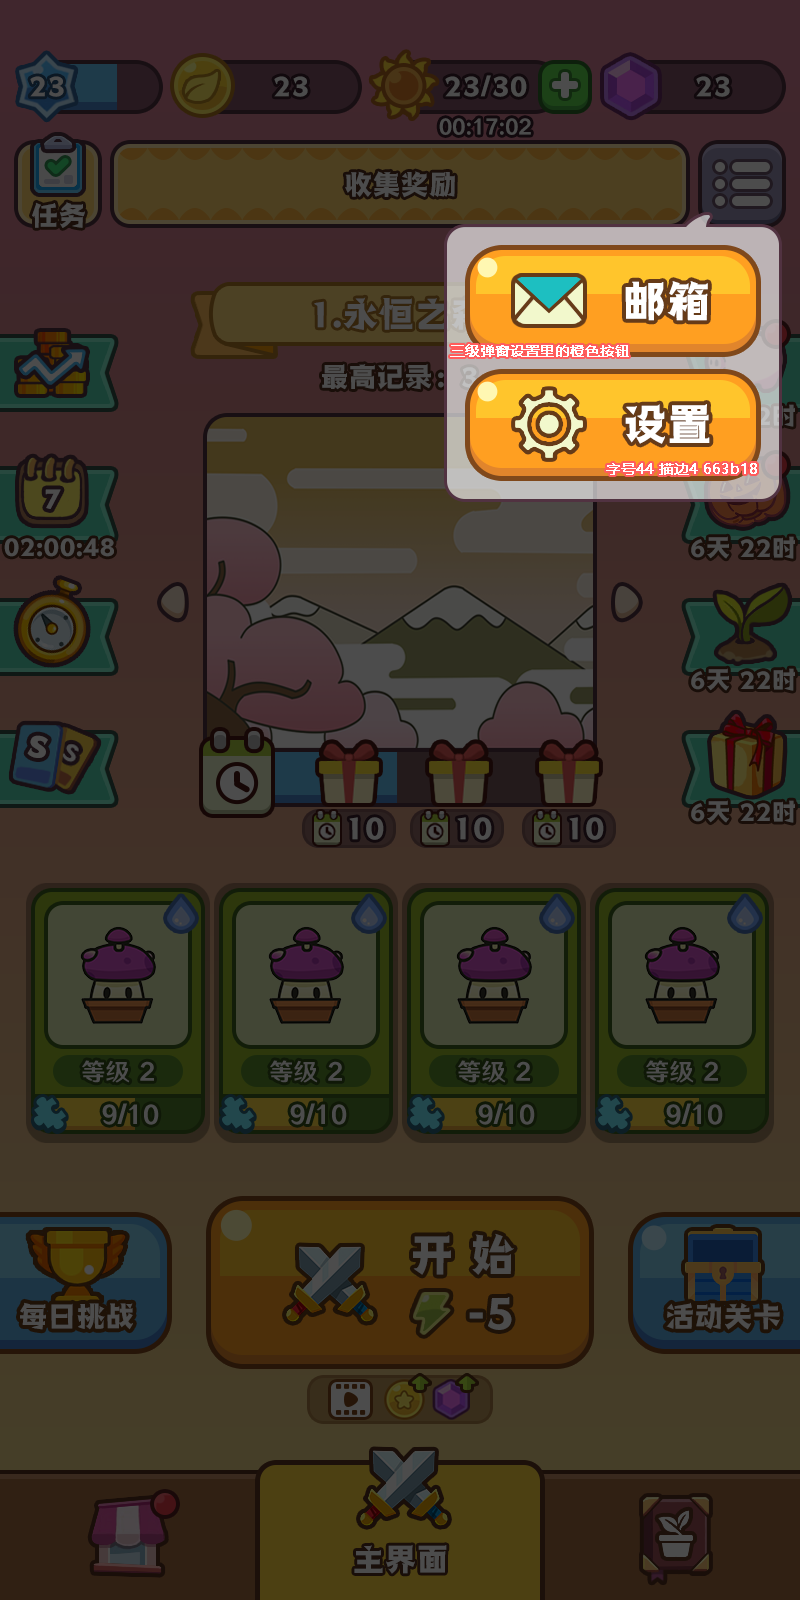 23
23
23/30
23
00:17:02
任务
收集奖励
邮箱
三级弹窗设置里的橙色按钮
设置
字号44 描边4 663b18
1.永恒之
最高记录：3
7
02:00:48
6天 22时
6天 22时
S S
6天 22时
10
10
10
等级 2
等级 2
等级 2
等级 2
9/10
9/10
9/10
9/10
开 始
-5
每日挑战
活动关卡
主界面